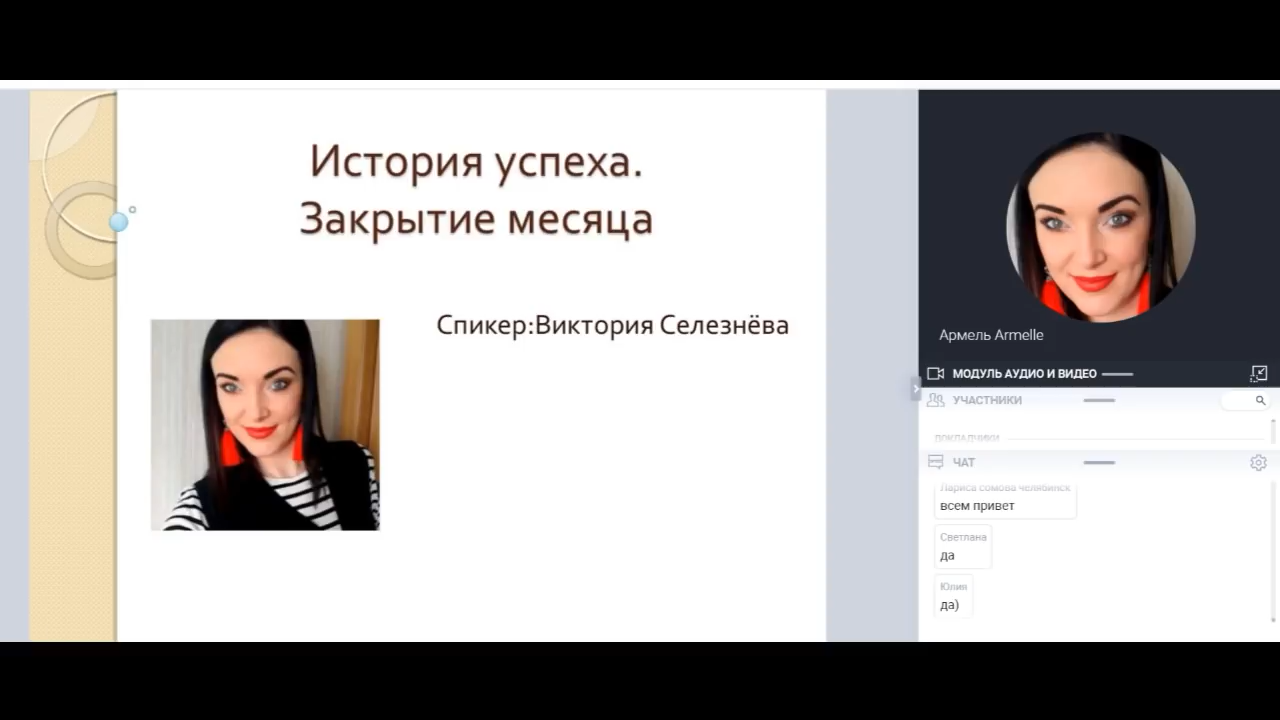 История успеха.
Закрытие месяца
Спикер:Виктория Селезнёва
Армель Armelle
МОДУЛЬ АУДИО И ВИДЕО
УЧАСТНИКИ
ДОКЛАДЧИКИ
ЧАТ
Лариса сомова челябинск
всем привет
Светлана
да
Юлия
да)